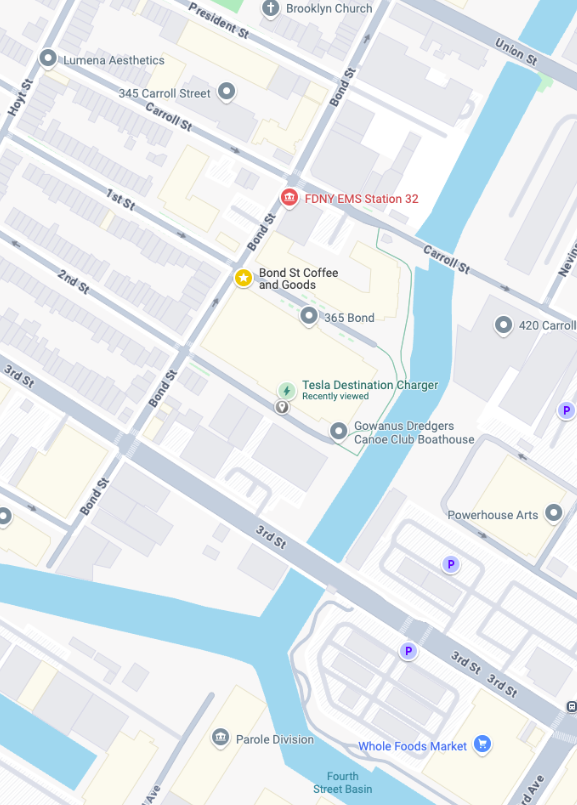 Brooklyn Church
President St
Union St
Lumena Aesthetics
Bond St
345 Carroll Street
Hoyt St
Carroll St
FDNY EMS Station 32
1st St
Bond St
Carroll St
Bond St Coffee
and Goods
2nd St
365 Bond
420 Carroll
3rd St
Bond St
Tesla Destination Charger
Recently viewed
P
Gowanus Dredgers
Canoe Club Boathouse
Bond St
Powerhouse Arts
3rd St
P
P
3rd St
3rd St
Parole Division
Whole Foods Market
Fourth
Street Basin